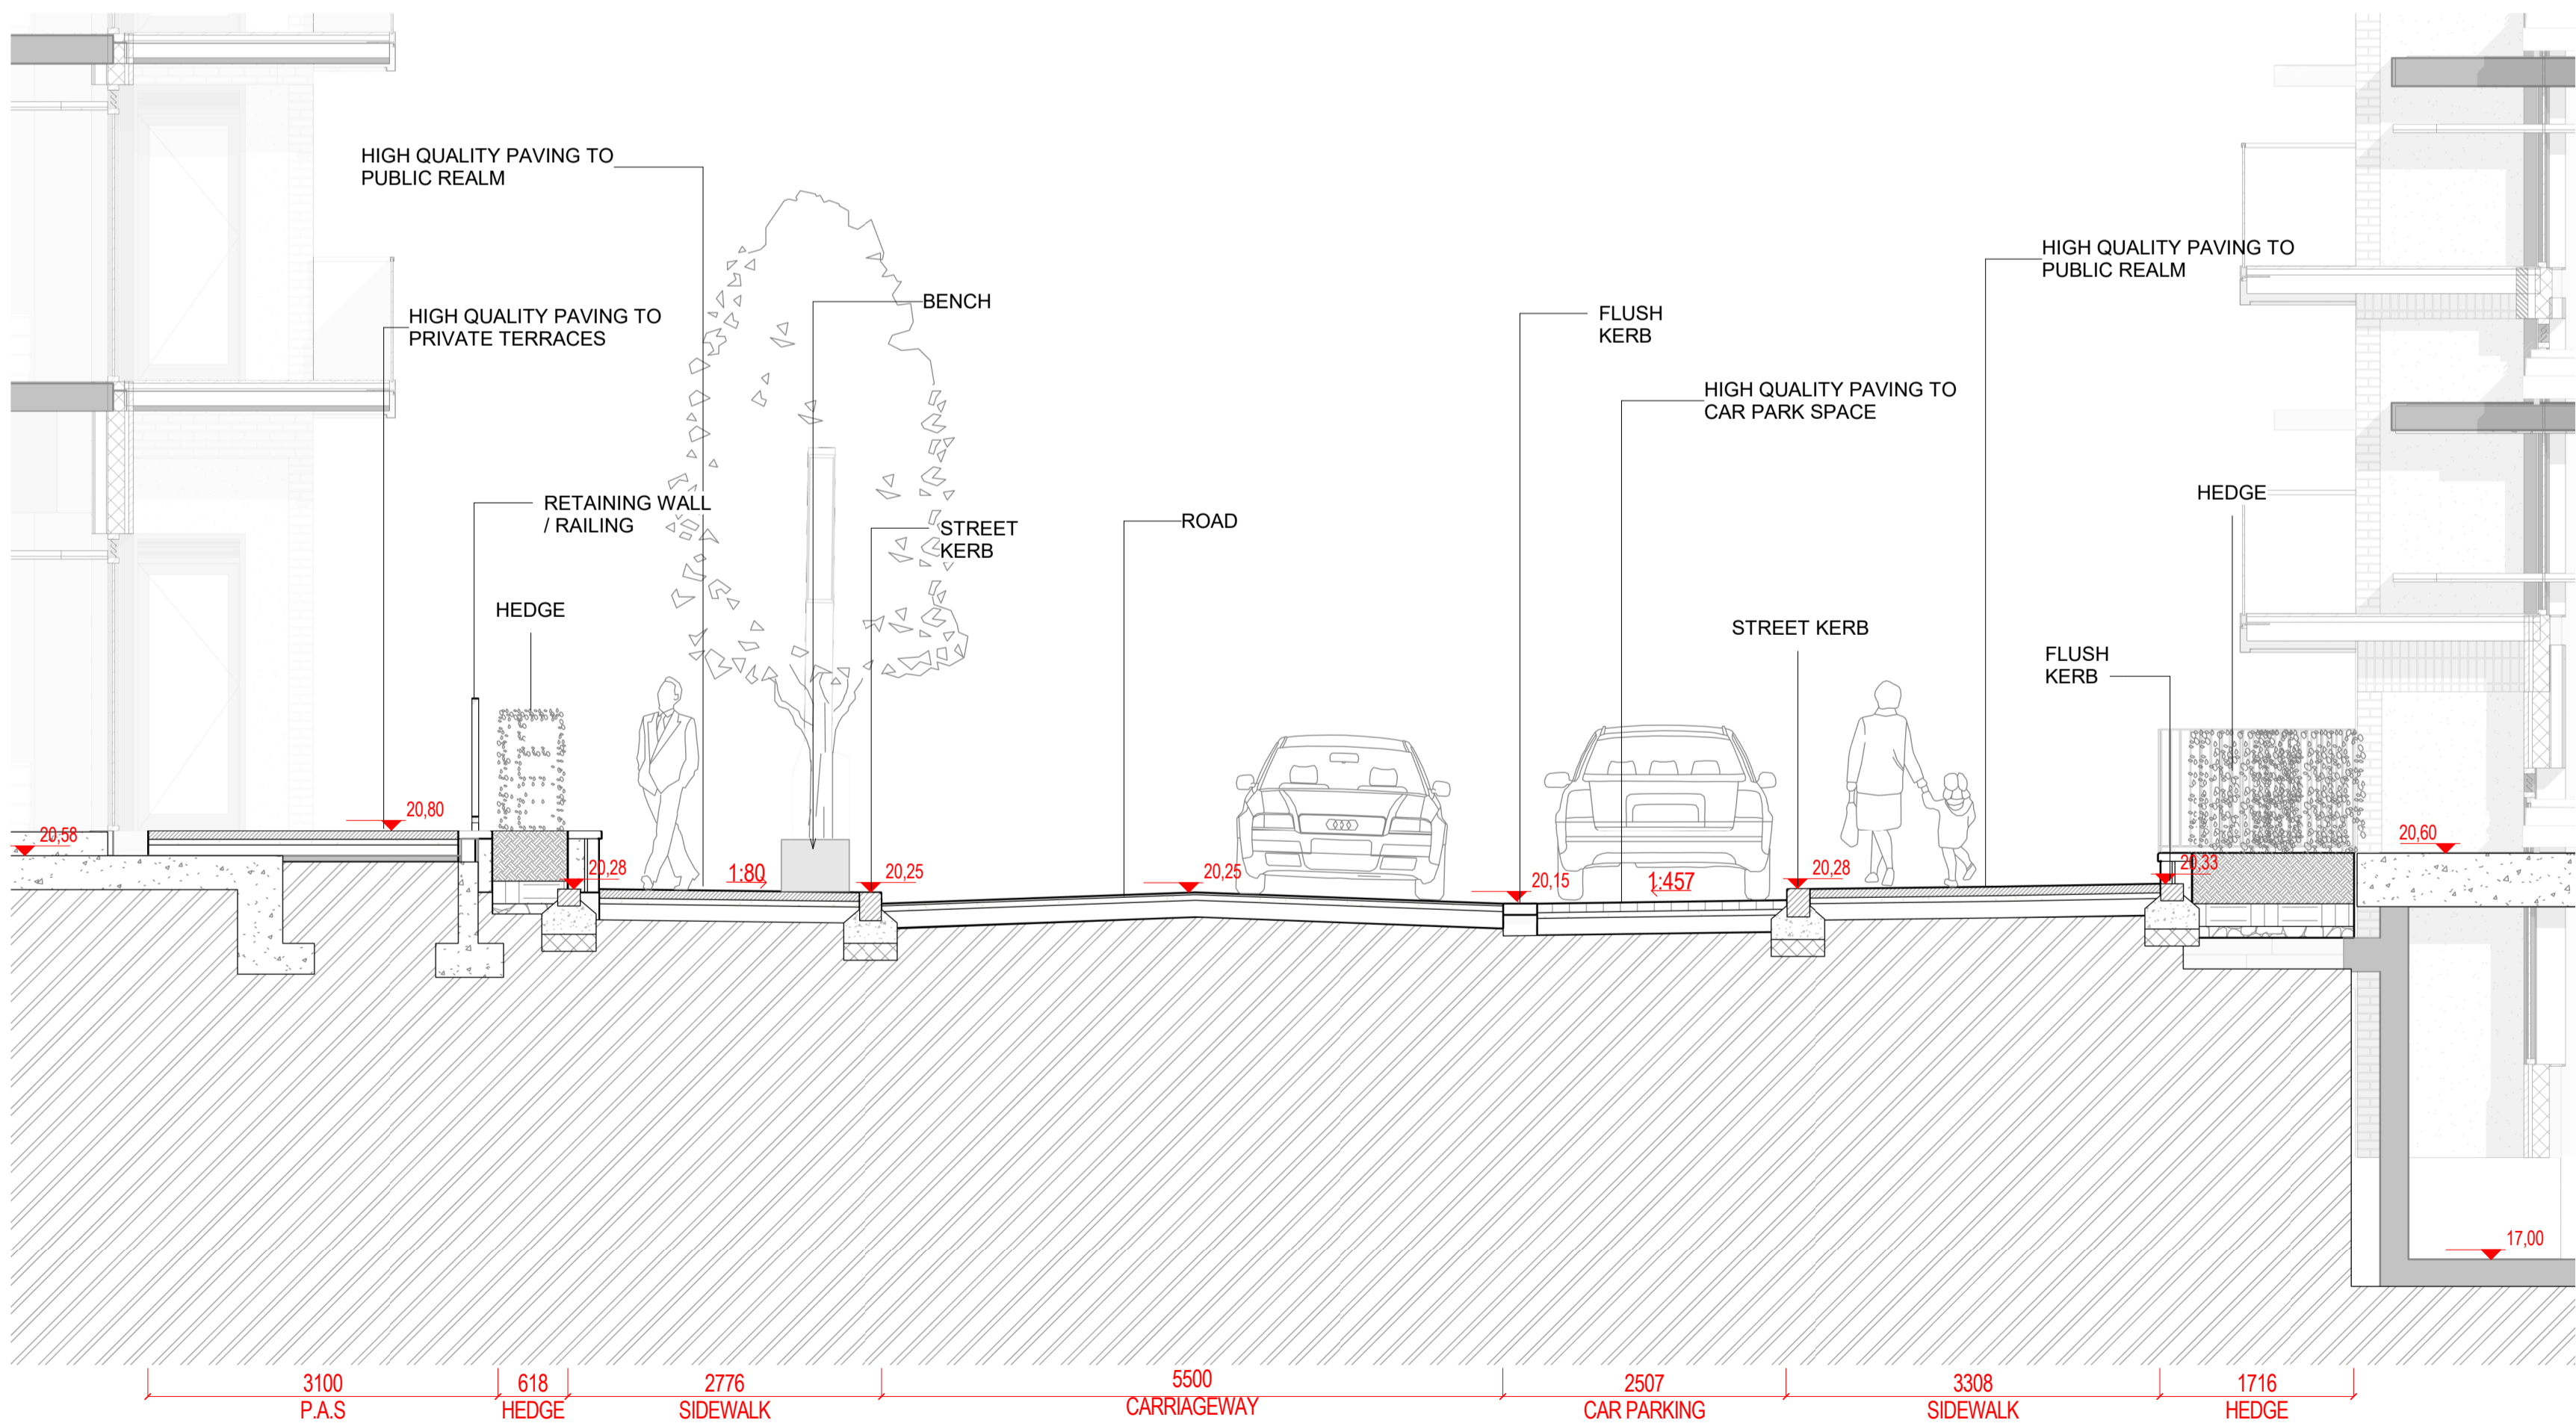 HIGH QUALITY PAVING TO
PUBLIC REALM
HIGH QUALITY PAVING TO
PRIVATE TERRACES
BENCH
FLUSH
KERB
HIGH QUALITY PAVING TO
PUBLIC REALM
HIGH QUALITY PAVING TO
CAR PARK SPACE
RETAINING WALL
/ RAILING
STREET
KERB
ROAD
HEDGE
HEDGE
STREET KERB
FLUSH
KERB
20,58
20,80
20,28
1:80
20,25
20,25
20,15
1:457
20,28
20,33
20,60
17,00
3100
P.A.S
618
HEDGE
2776
SIDEWALK
5500
CARRIAGEWAY
2507
CAR PARKING
3308
SIDEWALK
1716
HEDGE